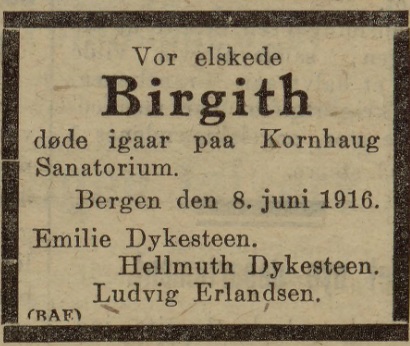 Vor elskede
Birgith
døde igaar paa Kornhaug
Sanatorium.
Bergen den 8. juni 1916.
Emilie Dykesteen.
Hellmuth Dykesteen.
Ludvig Erlandsen.
(BAF)